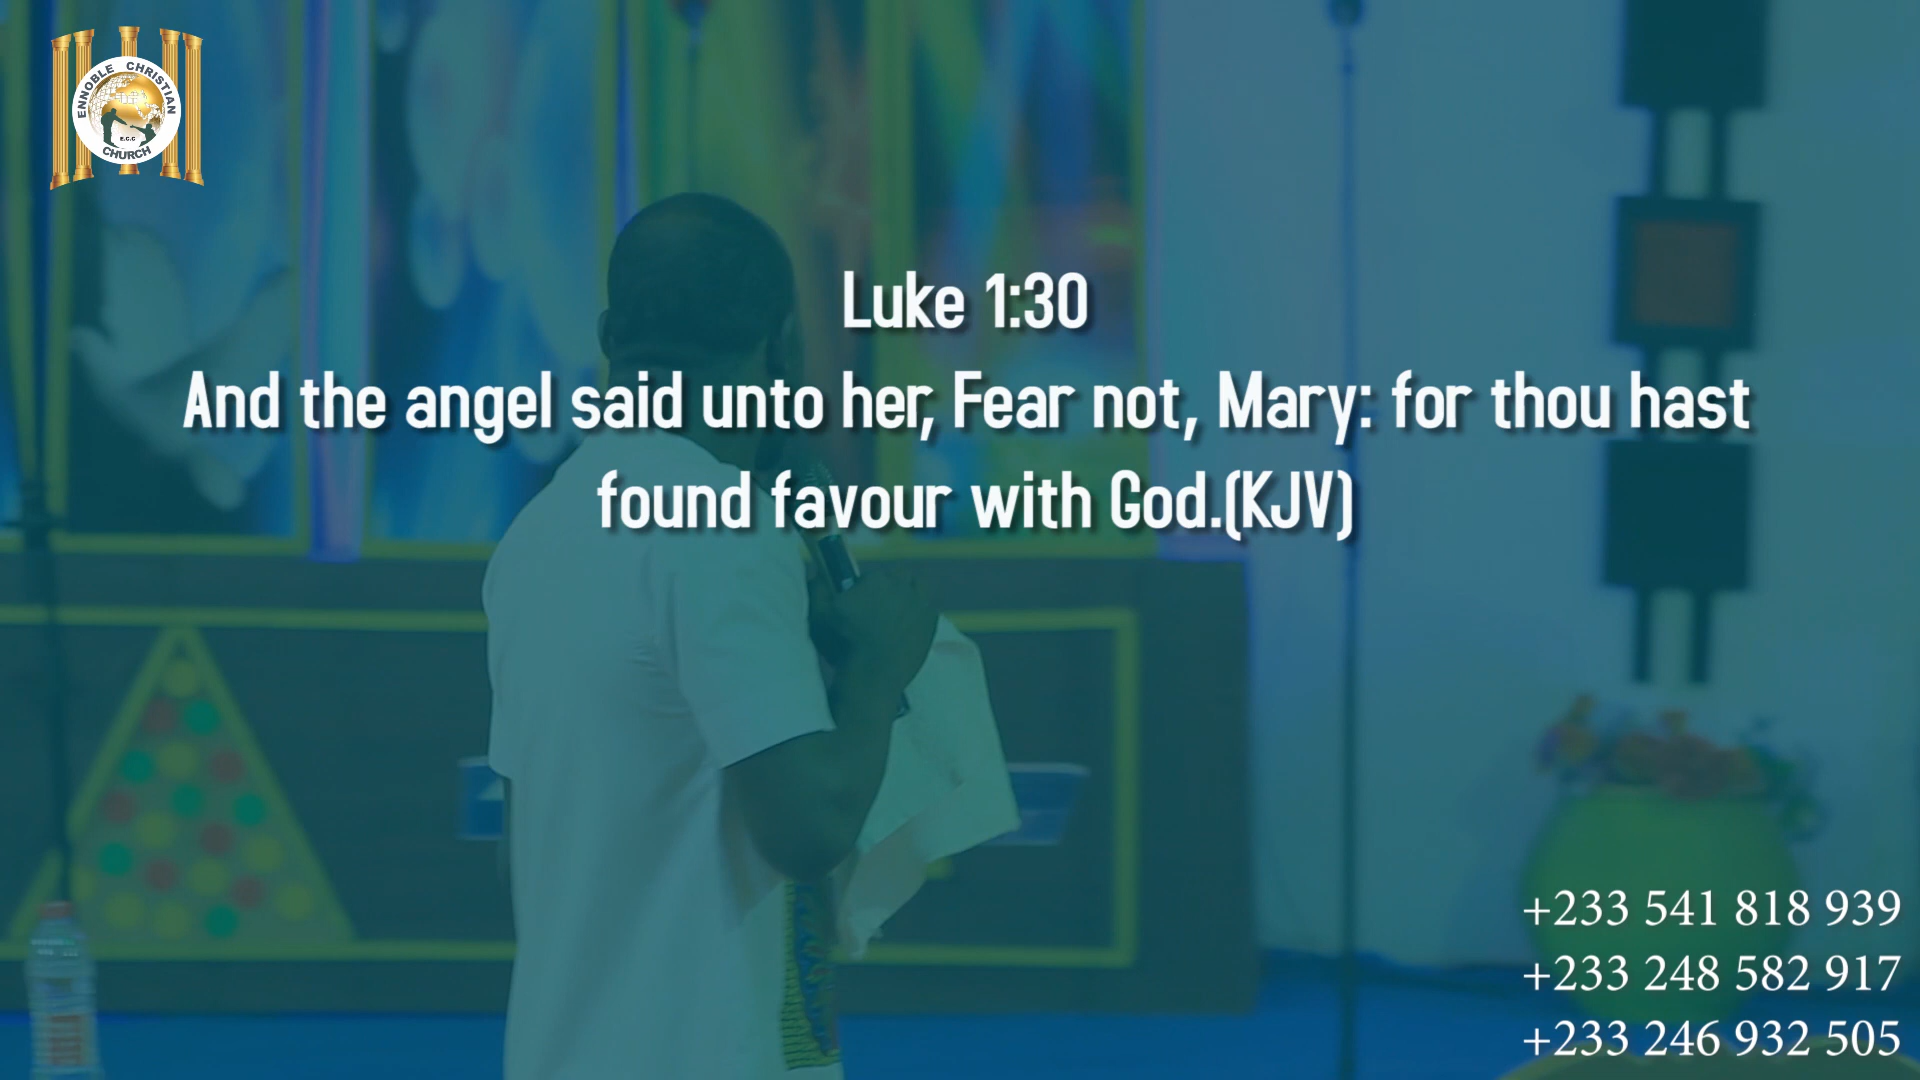 ENNOBLE CHRISTIAN
E.C.C
CHURCH
Luke 1:30
And the angel said unto her, Fear not, Mary: for thou hast
found favour with God.(KJV)
+233 541 818 939
+233 248 582 917
+233 246 932 505